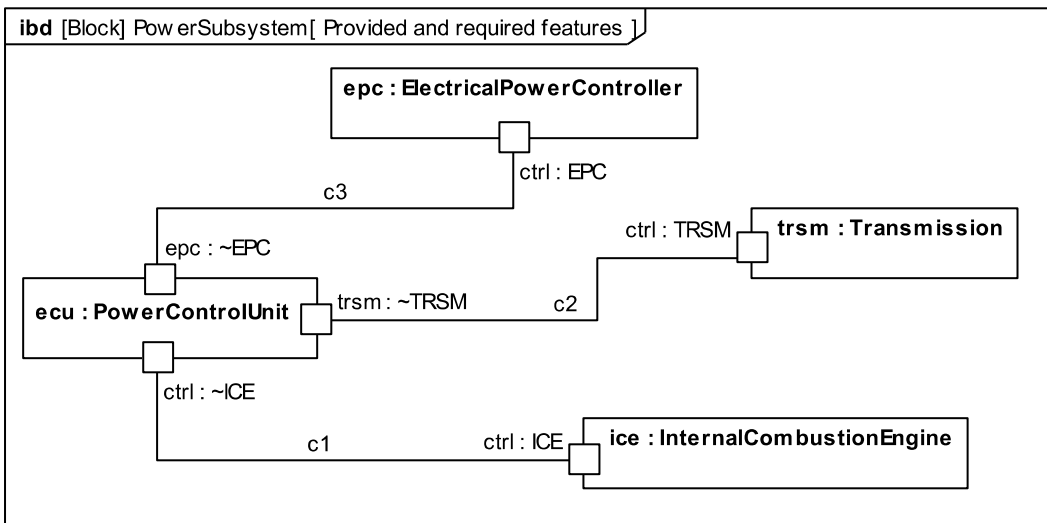 ibd [Block] PowerSubsystem[ Provided and required features ]
epc : ElectricalPowerController
ctrl : EPC
c3
ctrl : TRSM
trsm : Transmission
epc : ~EPC
ecu : PowerControlUnit
trsm : ~TRSM
c2
ctrl : ~ICE
c1
ctrl : ICE
ice : InternalCombustionEngine